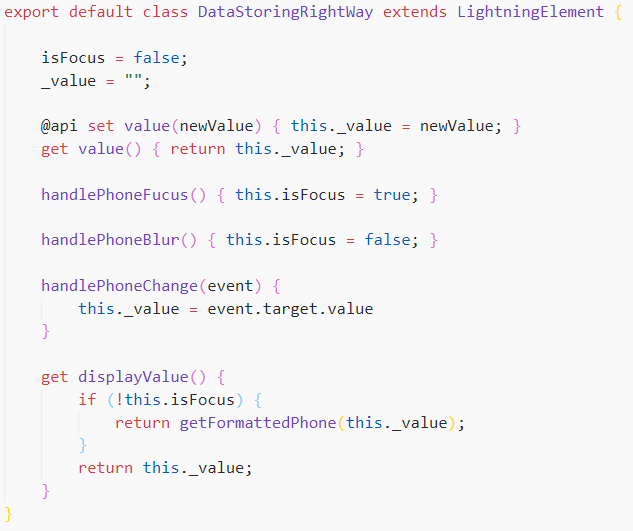 export default class DataStoringRightWay extends LightningElement {
isFocus = false;
_value = "";
@api set value(newValue) { this._value = newValue; }
get value() { return this._value; }
handlePhoneFucus() { this.isFocus = true; }
handlePhoneBlur() { this.isFocus = false; }
handlePhoneChange(event) {
this._value = event.target.value
}
get displayValue() {
if (!this.isFocus) {
return getFormattedPhone(this._value);
}
return this._value;
}
}